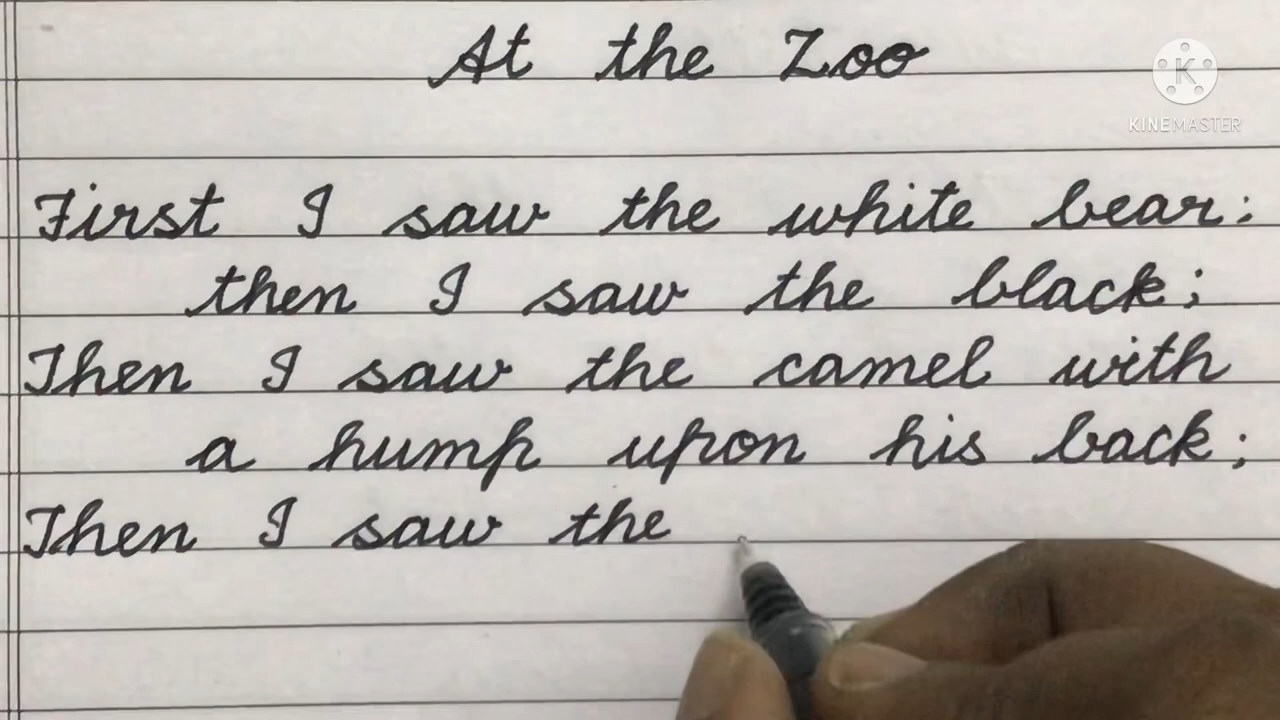 At the Zoo
K
KINEMASTER
First I saw the white bear:
then I saw the black;
Then I saw the camel with
a hump upon his back;
Then I saw the